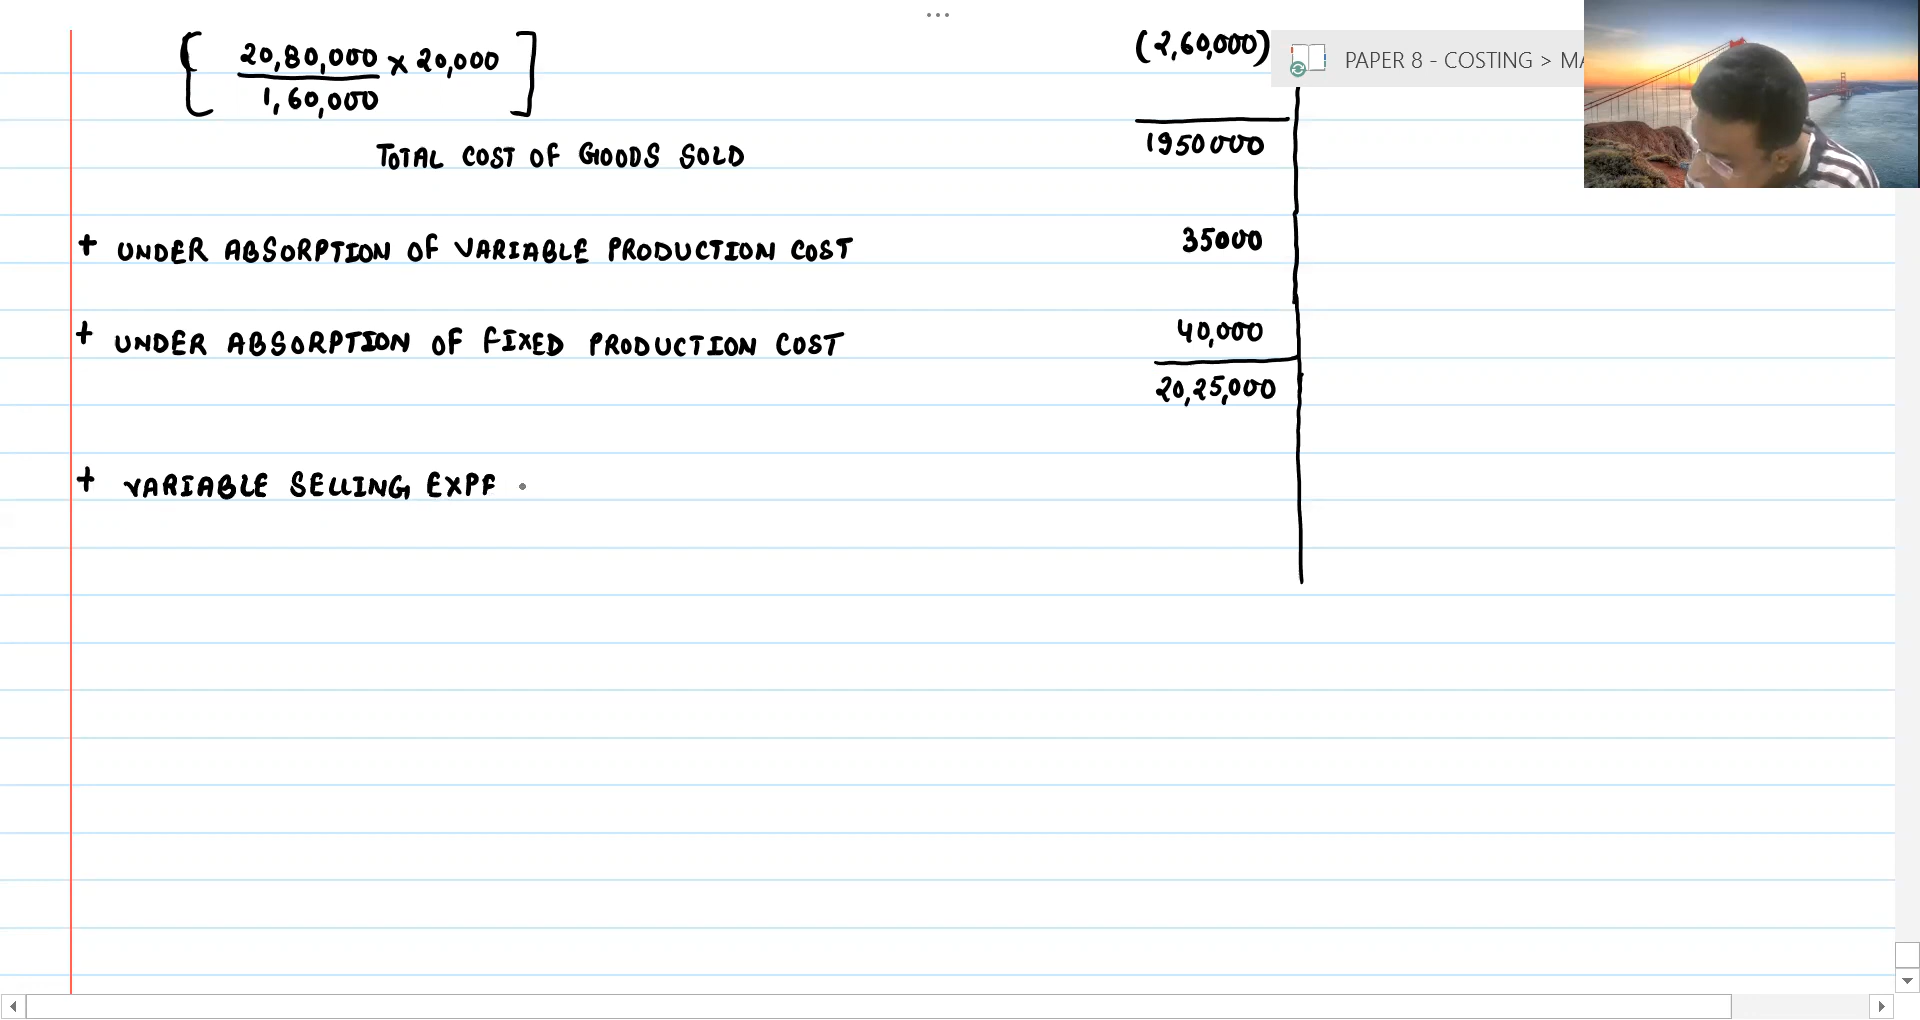 [ 20,80,000 / 1,60,000 × 20,000 ] (2,60,000)
PAPER 8 - COSTING >
TOTAL COST OF GOODS SOLD 1950000
+ UNDER ABSORPTION OF VARIABLE PRODUCTION COST 35000
+ UNDER ABSORPTION OF FIXED PRODUCTION COST 40,000
20,25,000
+ VARIABLE SELLING EXPE